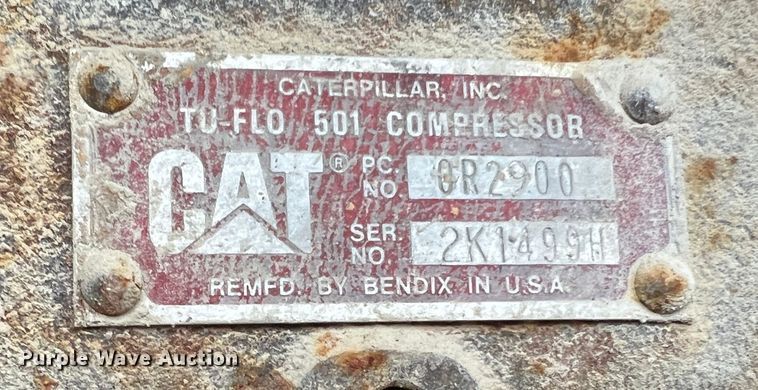 CATERPILLAR, INC.
TU-FLO 501 COMPRESSOR
CAT® PC. NO 0R2900
SER. NO. 2K1499H
REMFD. BY BENDIX IN U.S.A.
Purple Wave Auction